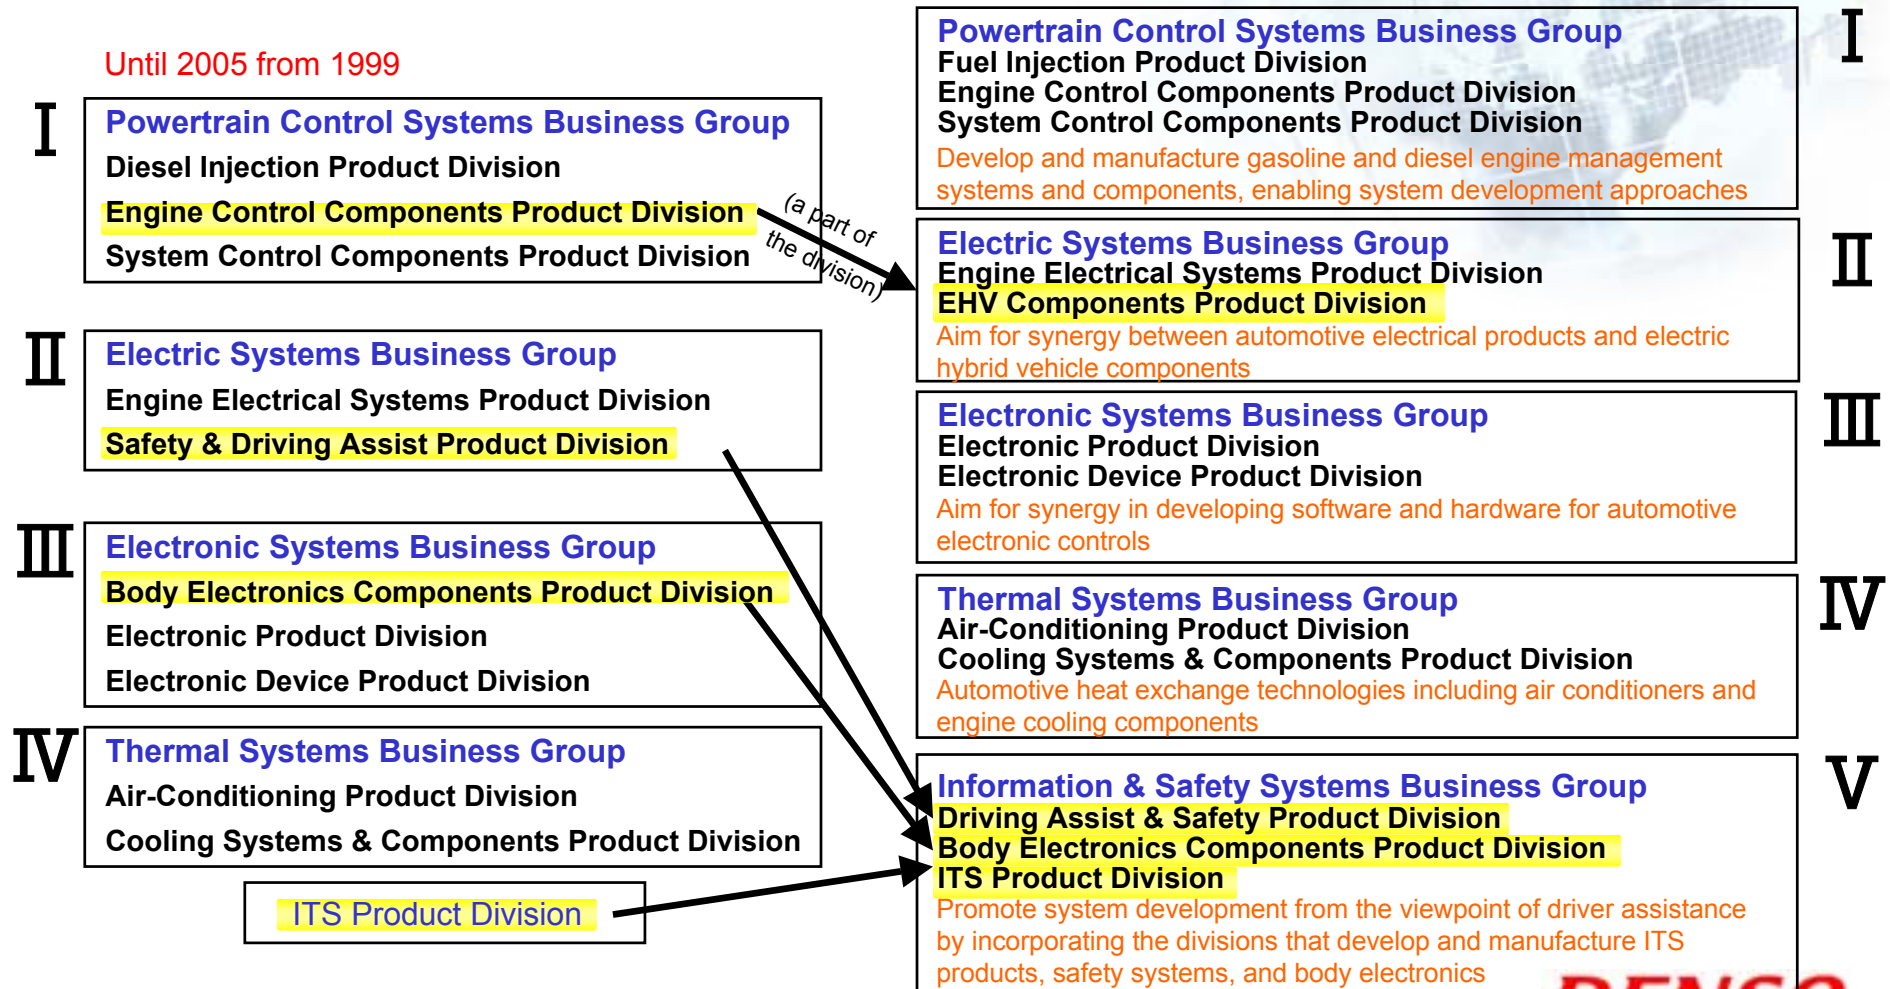 Until 2005 from 1999
I
Powertrain Control Systems Business Group
Diesel Injection Product Division
Engine Control Components Product Division
System Control Components Product Division
(a part of
the division)
II
Electric Systems Business Group
Engine Electrical Systems Product Division
Safety & Driving Assist Product Division
III
Electronic Systems Business Group
Body Electronics Components Product Division
Electronic Product Division
Electronic Device Product Division
IV
Thermal Systems Business Group
Air-Conditioning Product Division
Cooling Systems & Components Product Division
ITS Product Division
I
Powertrain Control Systems Business Group
Fuel Injection Product Division
Engine Control Components Product Division
System Control Components Product Division
Develop and manufacture gasoline and diesel engine management
systems and components, enabling system development approaches
II
Electric Systems Business Group
Engine Electrical Systems Product Division
EHV Components Product Division
Aim for synergy between automotive electrical products and electric
hybrid vehicle components
III
Electronic Systems Business Group
Electronic Product Division
Electronic Device Product Division
Aim for synergy in developing software and hardware for automotive
electronic controls
IV
Thermal Systems Business Group
Air-Conditioning Product Division
Cooling Systems & Components Product Division
Automotive heat exchange technologies including air conditioners and
engine cooling components
V
Information & Safety Systems Business Group
Driving Assist & Safety Product Division
Body Electronics Components Product Division
ITS Product Division
Promote system development from the viewpoint of driver assistance
by incorporating the divisions that develop and manufacture ITS
products, safety systems, and body electronics
DENSO